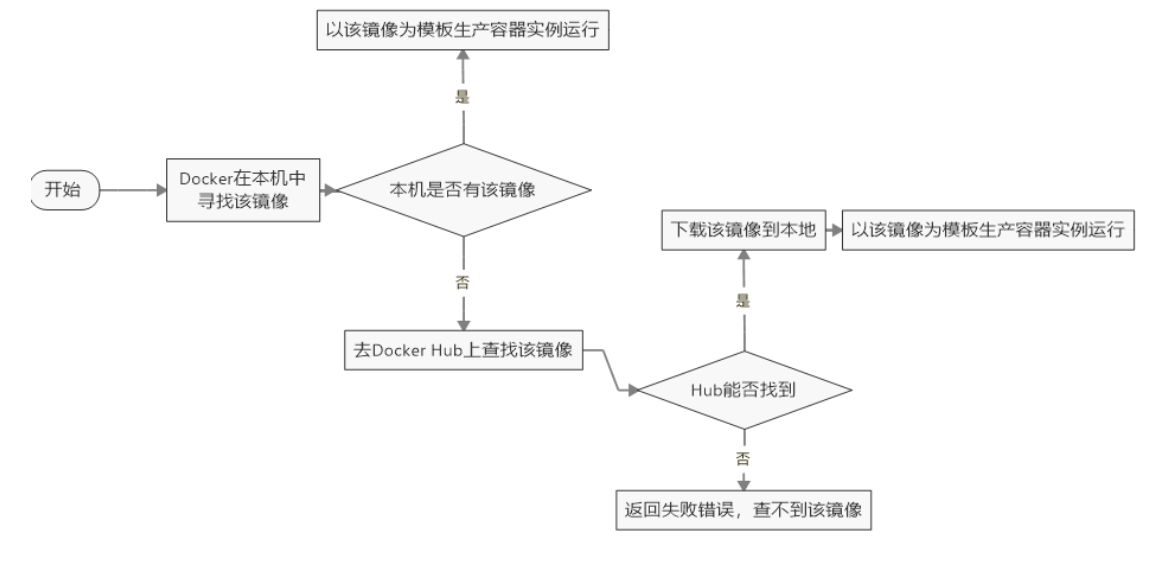 以该镜像为模板生产容器实例运行
是
开始
Docker在本机中
寻找该镜像
本机是否有该镜像
否
去Docker Hub上查找该镜像
下载该镜像到本地
以该镜像为模板生产容器实例运行
是
Hub能否找到
否
返回失败错误，查不到该镜像